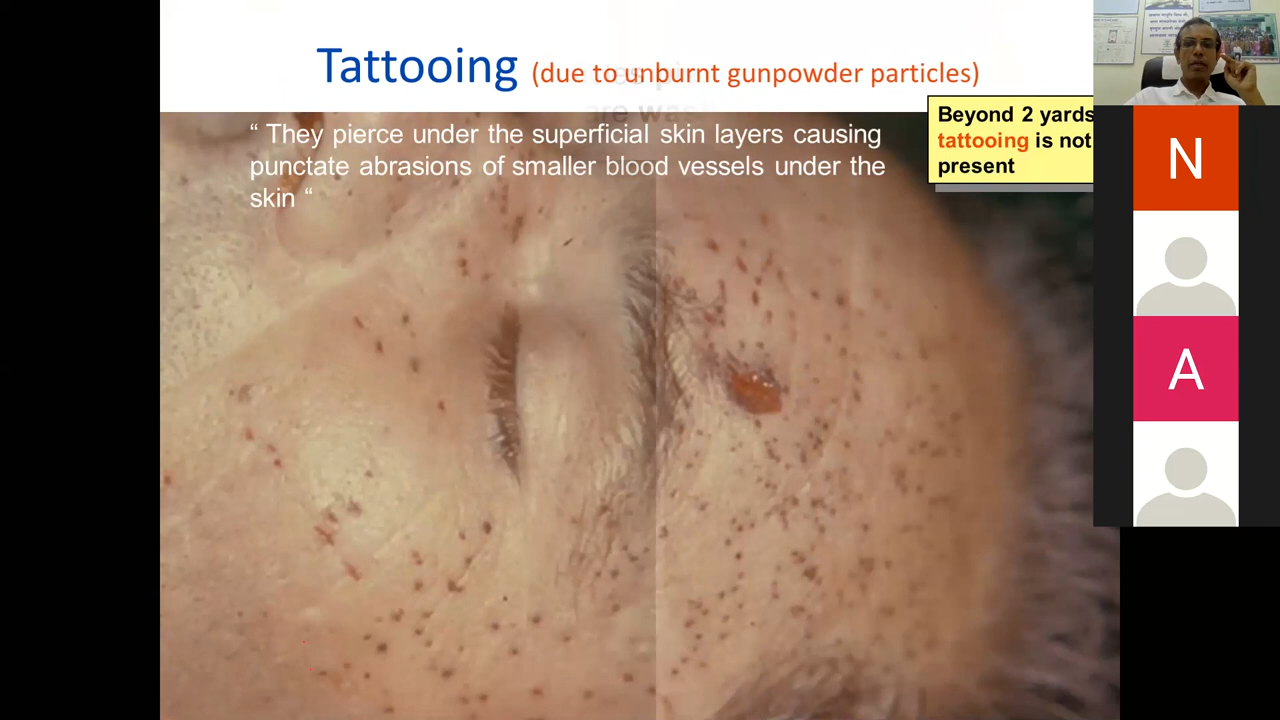 Tattooing (due to unburnt gunpowder particles)
“ They pierce under the superficial skin layers causing
punctate abrasions of smaller blood vessels under the
skin “
Beyond 2 yards
tattooing is not
present
N
A